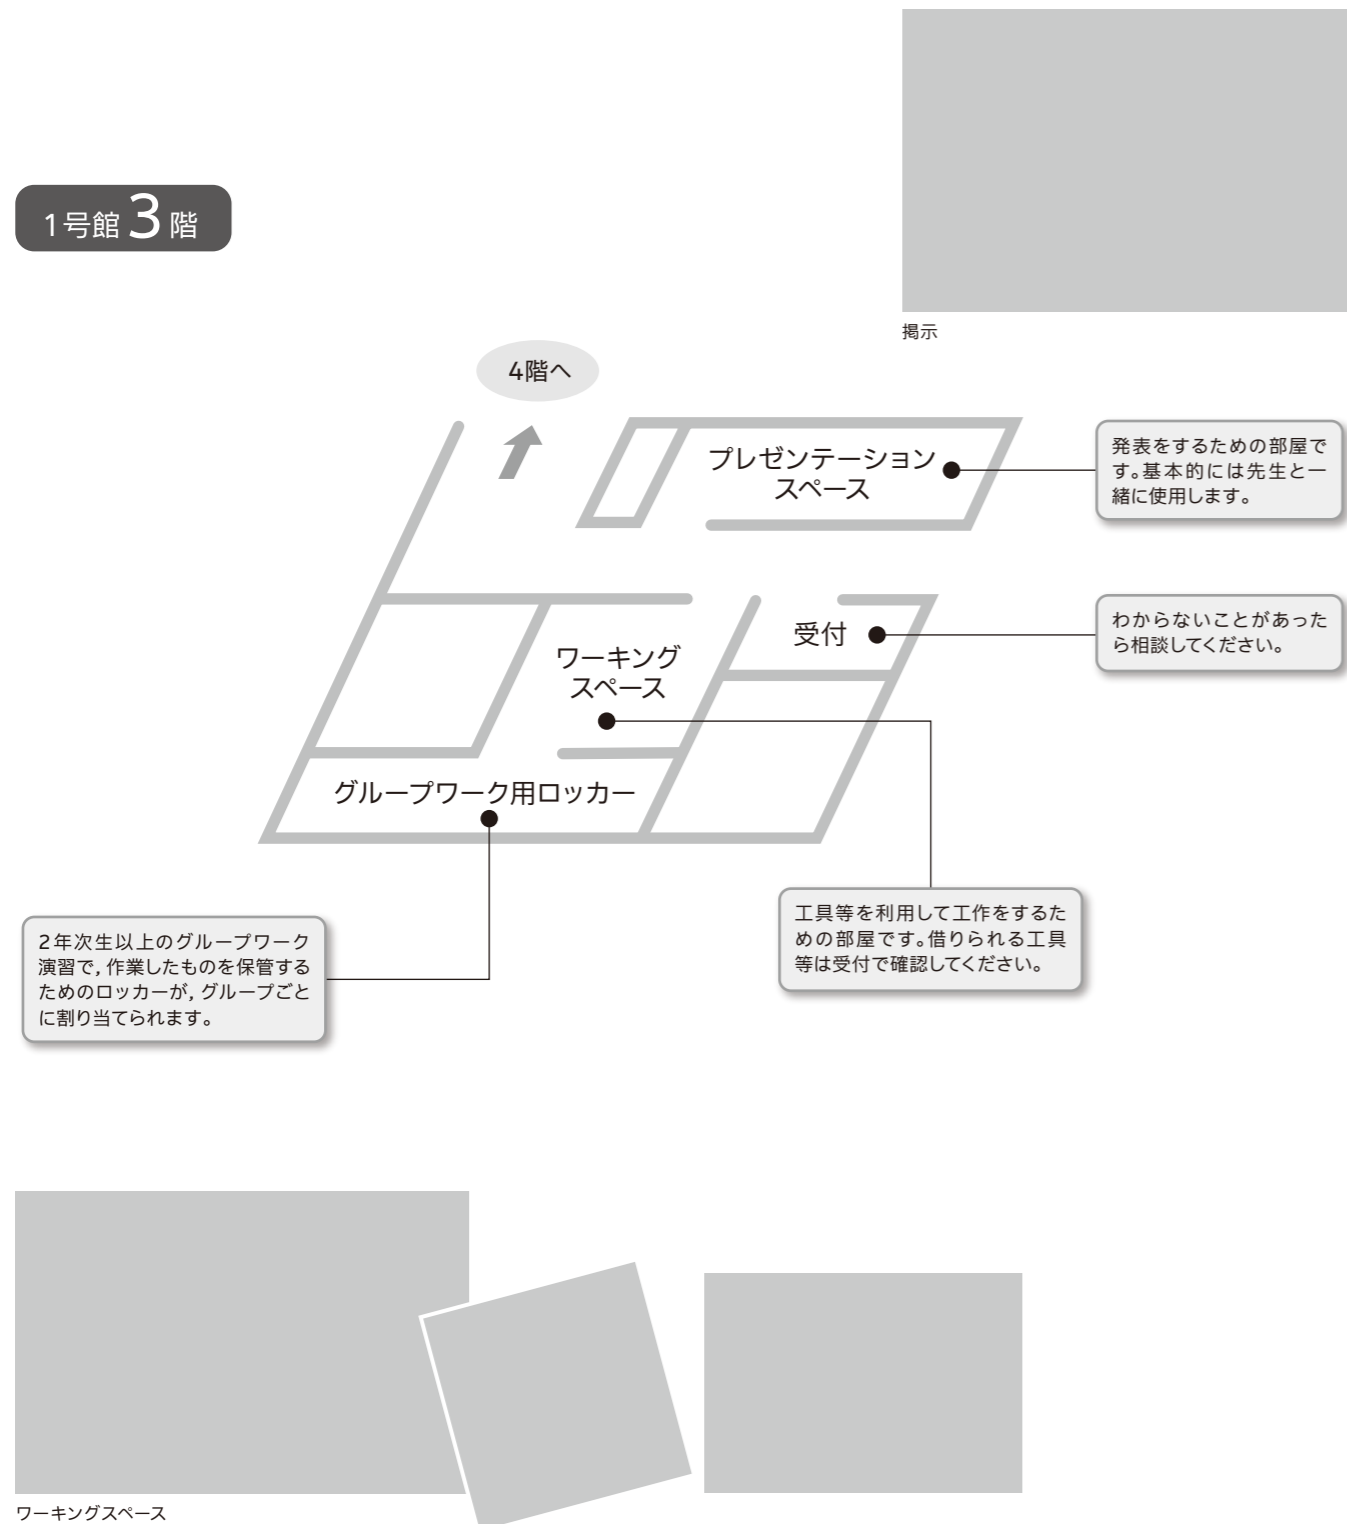 1号館3階
掲示
4階へ
プレゼンテーション
スペース
発表をするための部屋で
す。基本的には先生と一
緒に使用します。
受付
わからないことがあった
ら相談してください。
ワーキング
スペース
グループワーク用ロッカー
工具等を利用して工作をするた
めの部屋です。借りられる工具
等は受付で確認してください。
2年次生以上のグループワーク
演習で,作業したものを保管する
ためのロッカーが,グループごと
に割り当てられます。
ワーキングスペース